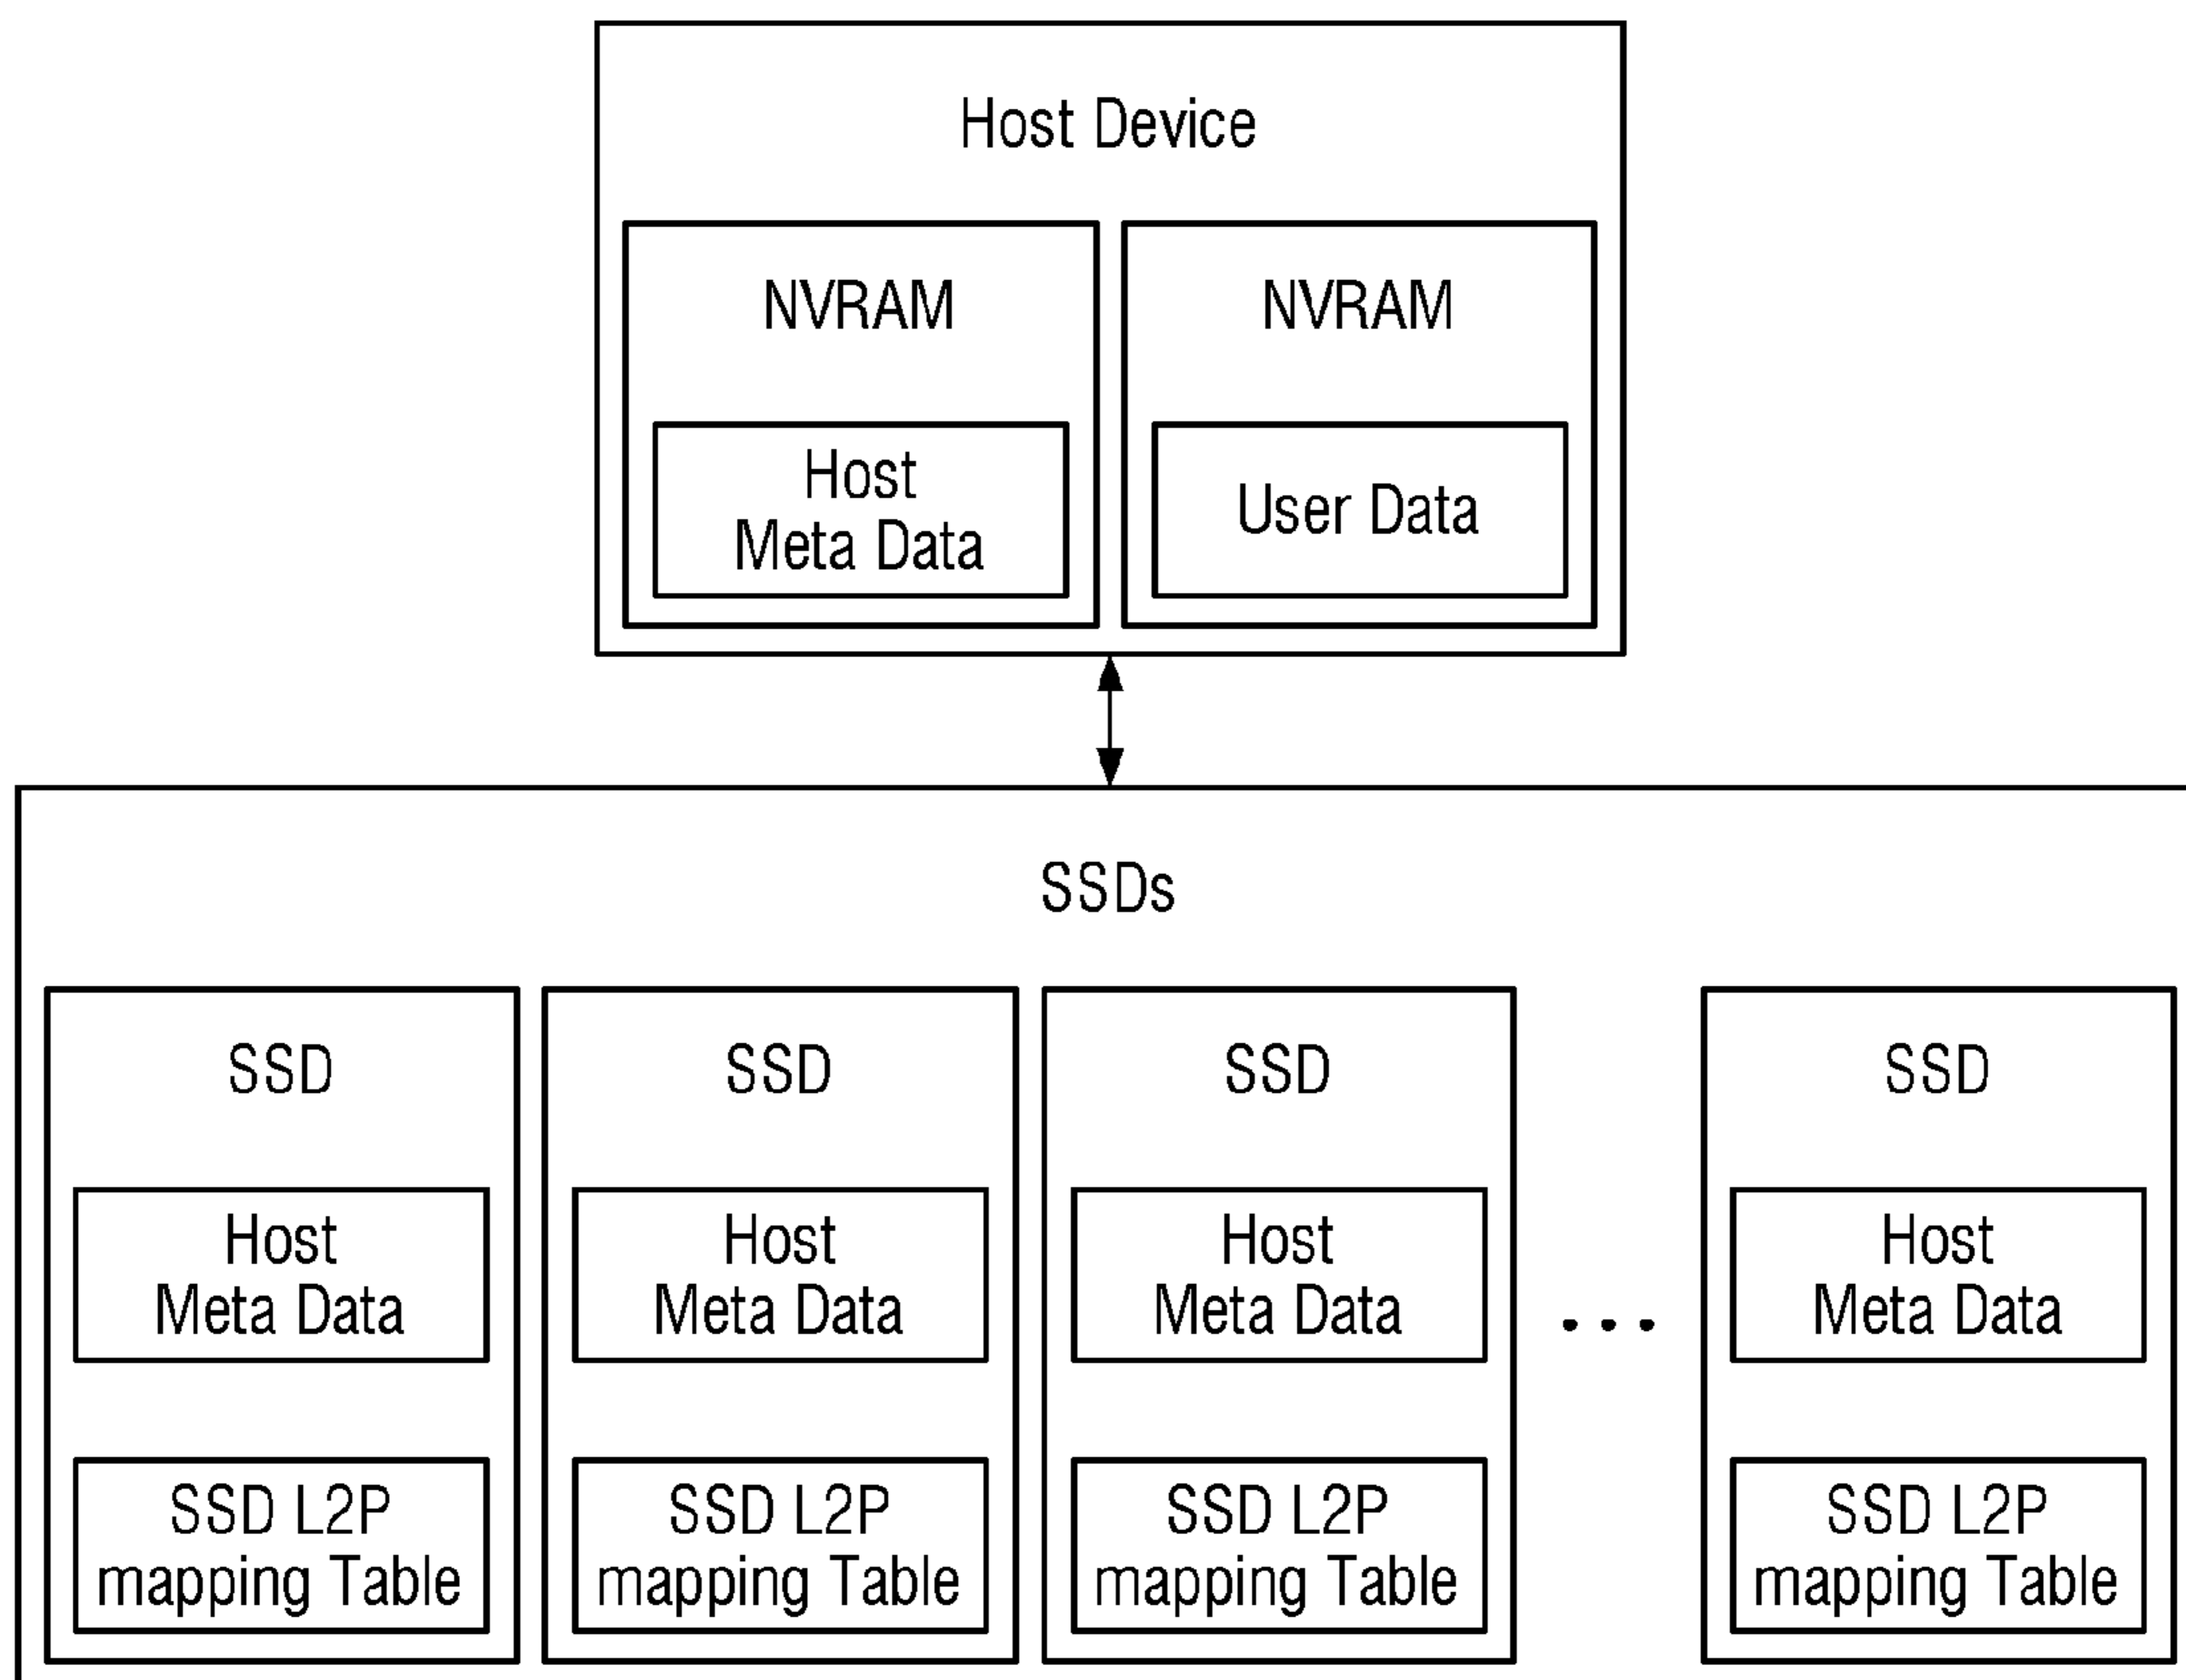 Host Device
NVRAM
NVRAM
Host
Meta Data
User Data
SSDs
SSD
SSD
SSD
SSD
Host
Meta Data
Host
Meta Data
Host
Meta Data
...
Host
Meta Data
SSD L2P
mapping Table
SSD L2P
mapping Table
SSD L2P
mapping Table
SSD L2P
mapping Table